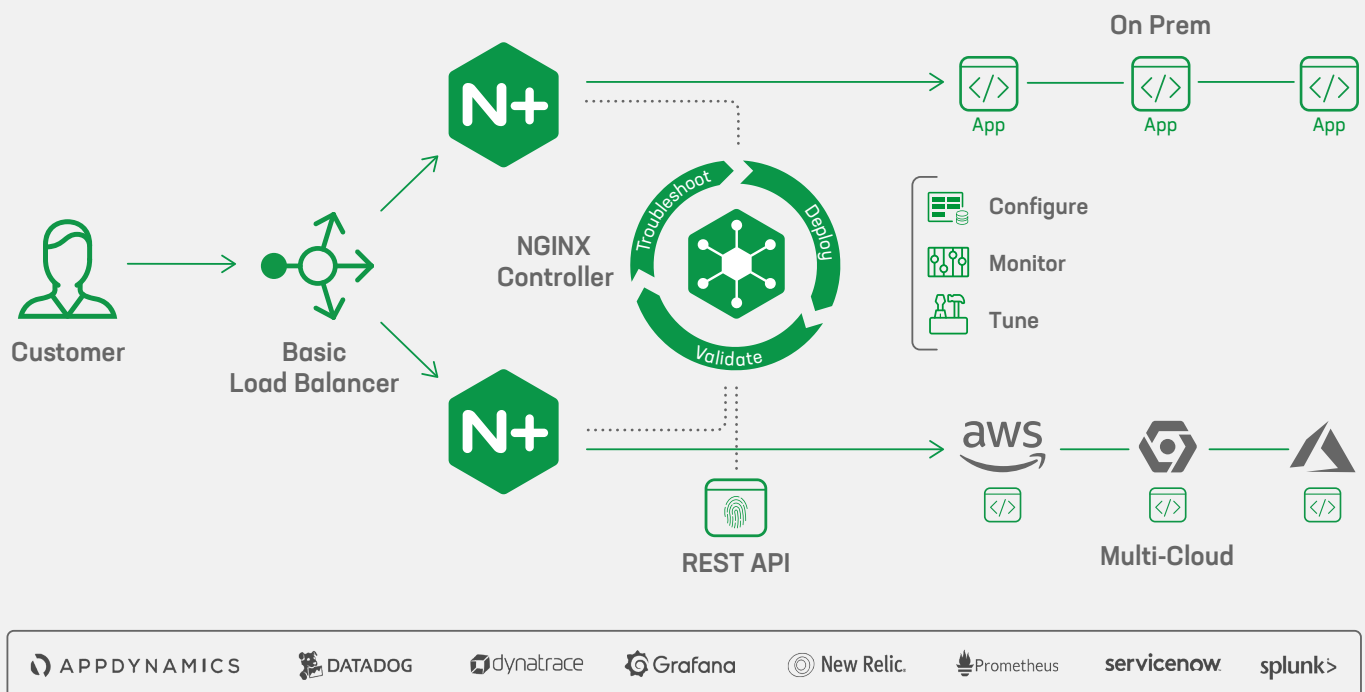 On Prem
N+
</>
</>
</>
App
App
App
Troubleshoot
Deploy
Validate
NGINX
Controller
Configure
Monitor
Tune
Customer
Basic
Load Balancer
N+
aws
</>
</>
</>
REST API
Multi-Cloud
APPDYNAMICS
DATADOG
dynatrace
Grafana
New Relic.
Prometheus
servicenow
splunk>